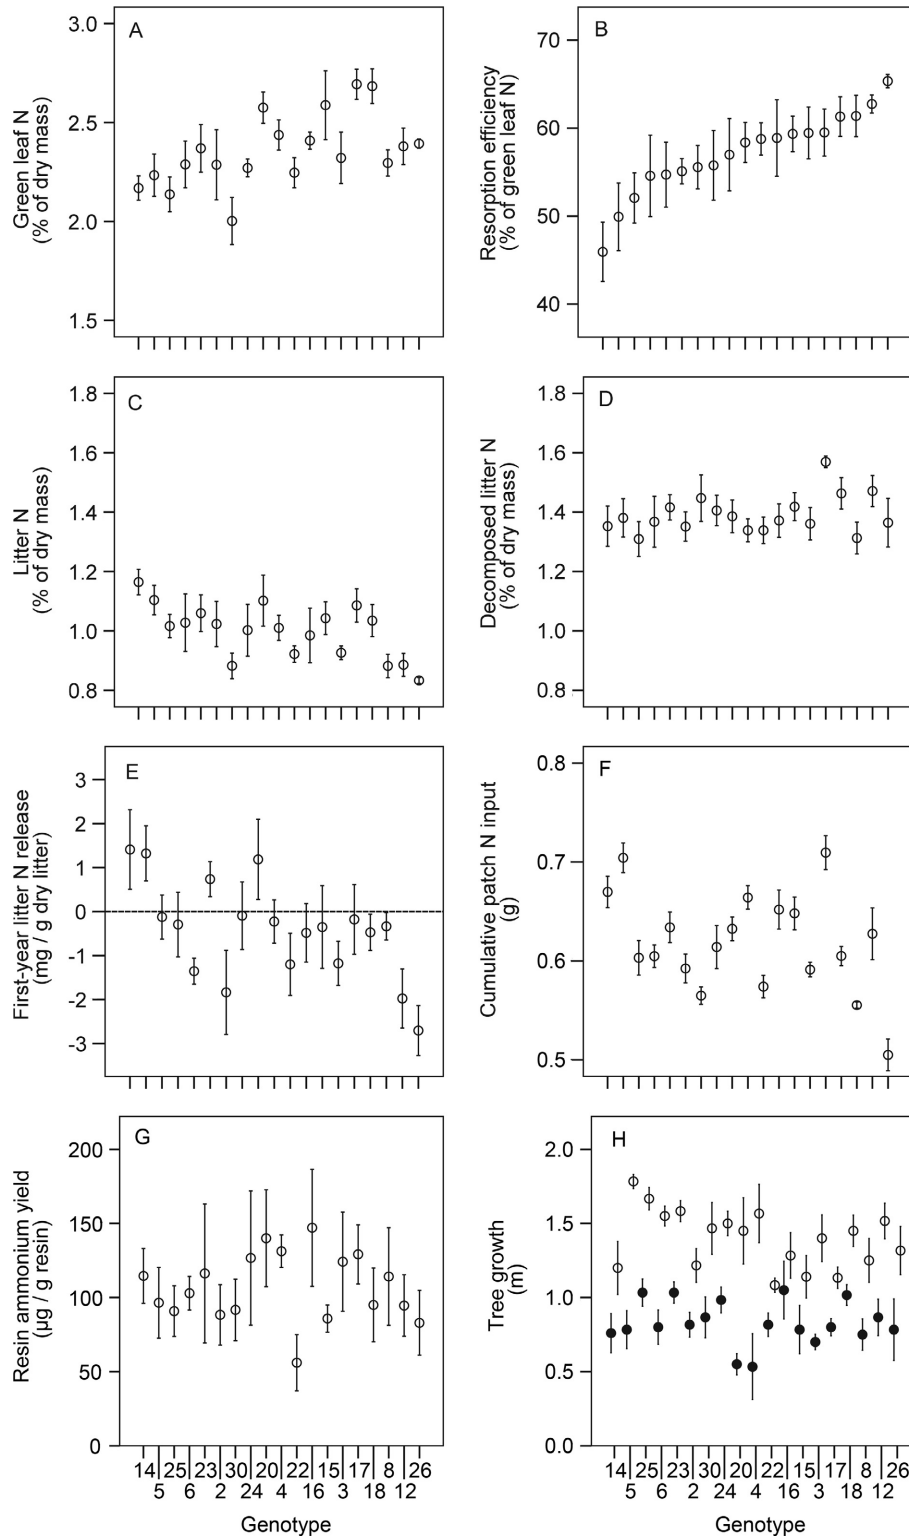 A
Green leaf N
(% of dry mass)
3.0
2.5
2.0
1.5
B
Resorption efficiency
(% of green leaf N)
70
60
50
40
C
Litter N
(% of dry mass)
1.8
1.6
1.4
1.2
1.0
0.8
D
Decomposed litter N
(% of dry mass)
1.8
1.6
1.4
1.2
1.0
0.8
E
First-year litter N release
(mg / g dry litter)
3
2
1
0
-1
-2
-3
F
Cumulative patch N input
(g)
0.8
0.7
0.6
0.5
G
Resin ammonium yield
(µg / g resin)
200
150
100
50
0
14 25 23 30 20 22 15 17 8 26
5 6 2 24 4 16 3 18 12
Genotype
H
Tree growth
(m)
2.0
1.5
1.0
0.5
0.0
14 25 23 30 20 22 15 17 8 26
5 6 2 24 4 16 3 18 12
Genotype